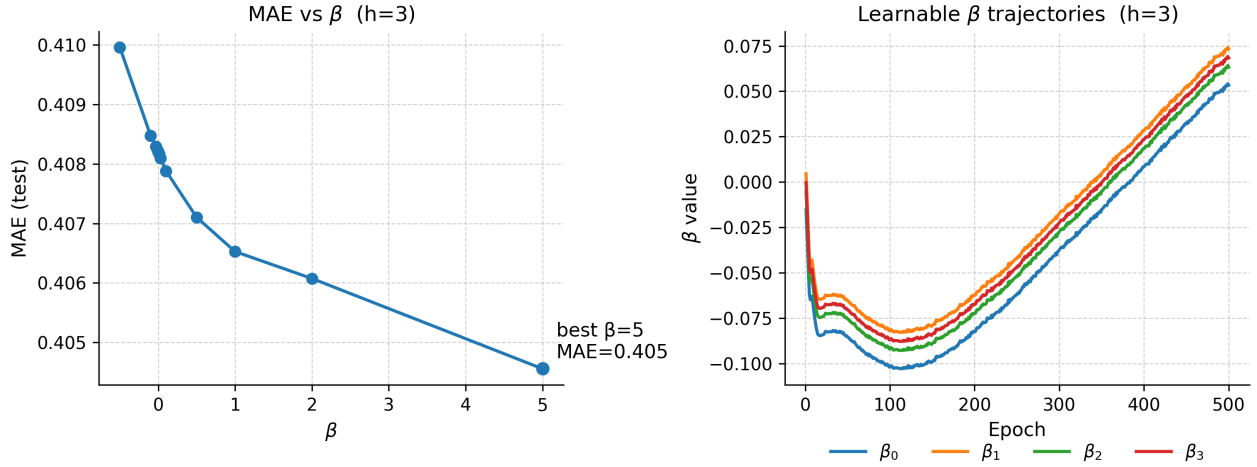 MAE vs β (h=3)
MAE (test)
0.410
0.409
0.408
0.407
0.406
0.405
best β=5
MAE=0.405
0 1 2 3 4 5
β
Learnable β trajectories (h=3)
β value
0.075
0.050
0.025
0.000
−0.025
−0.050
−0.075
−0.100
0 100 200 300 400 500
Epoch
β₀ β₁ β₂ β₃